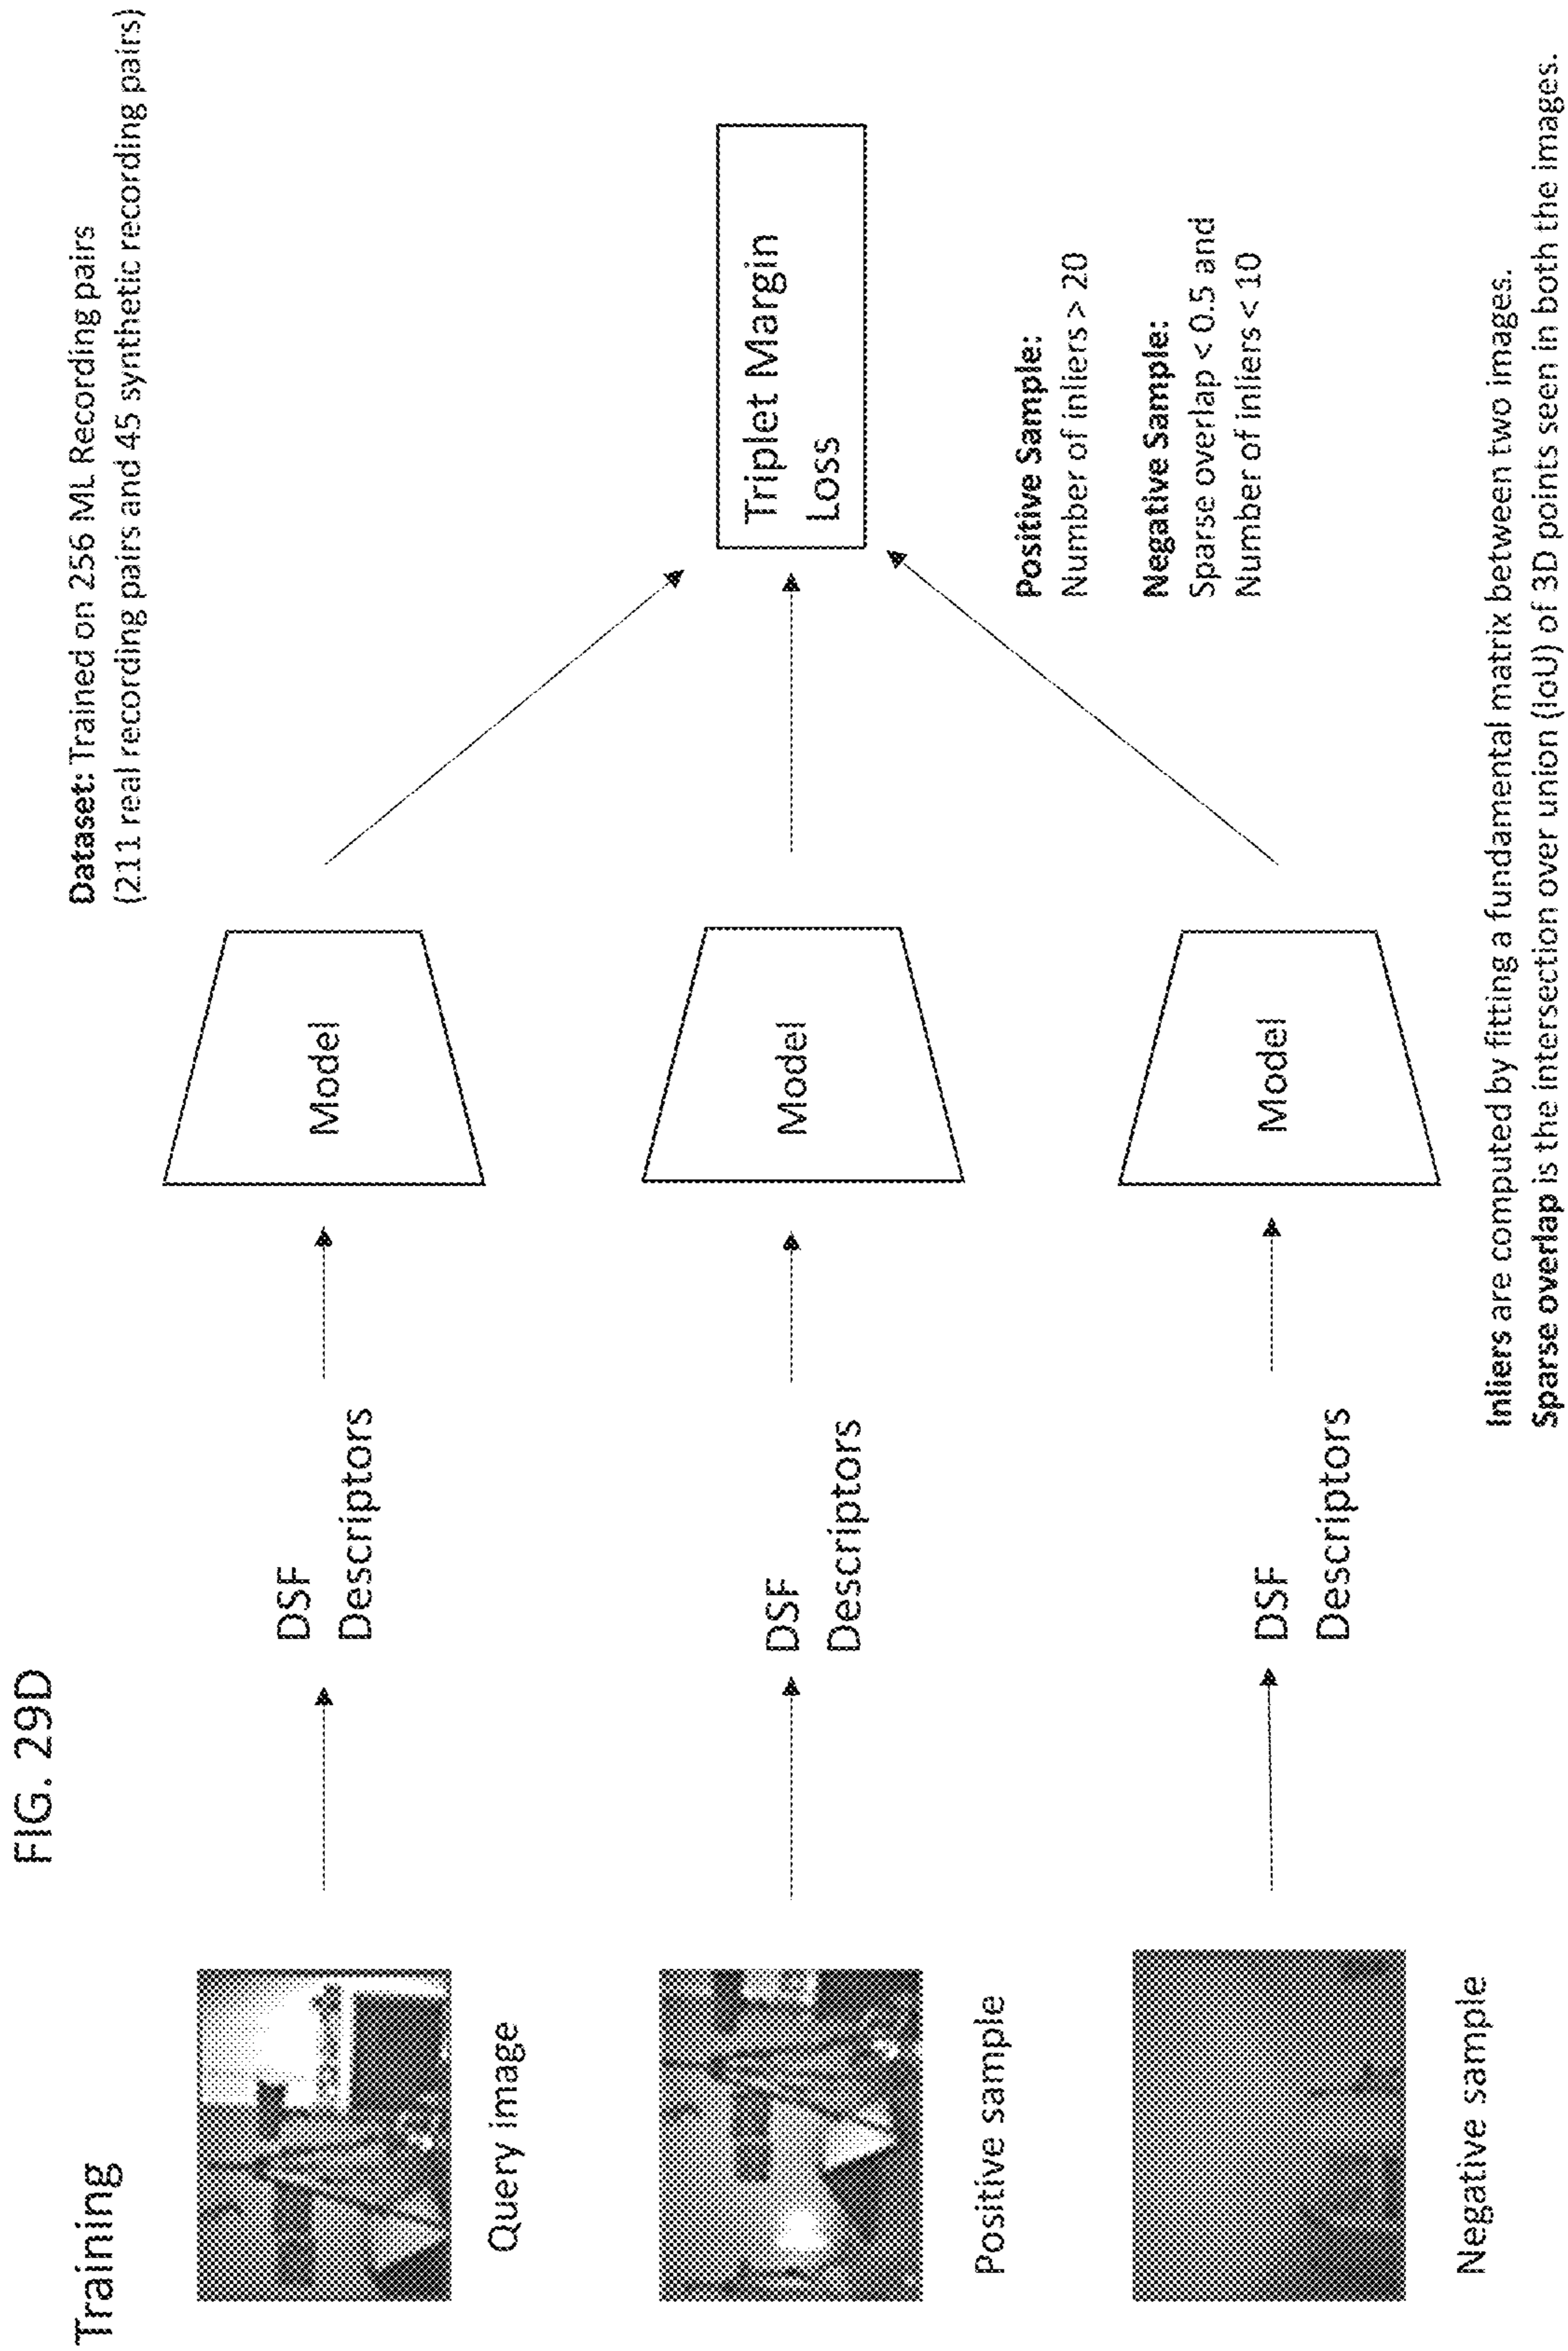 FIG. 29D
Training
Dataset: Trained on 256 ML Recording pairs
(211 real recording pairs and 45 synthetic recording pairs)
Query image
DSF
Descriptors
Model
Positive sample
DSF
Descriptors
Model
Triplet Margin
Loss
Negative sample
DSF
Descriptors
Model
Positive Sample:
Number of inliers > 20
Negative Sample:
Sparse overlap < 0.5 and
Number of inliers < 10
Inliers are computed by fitting a fundamental matrix between two images.
Sparse overlap is the intersection over union (IoU) of 3D points seen in both the images.